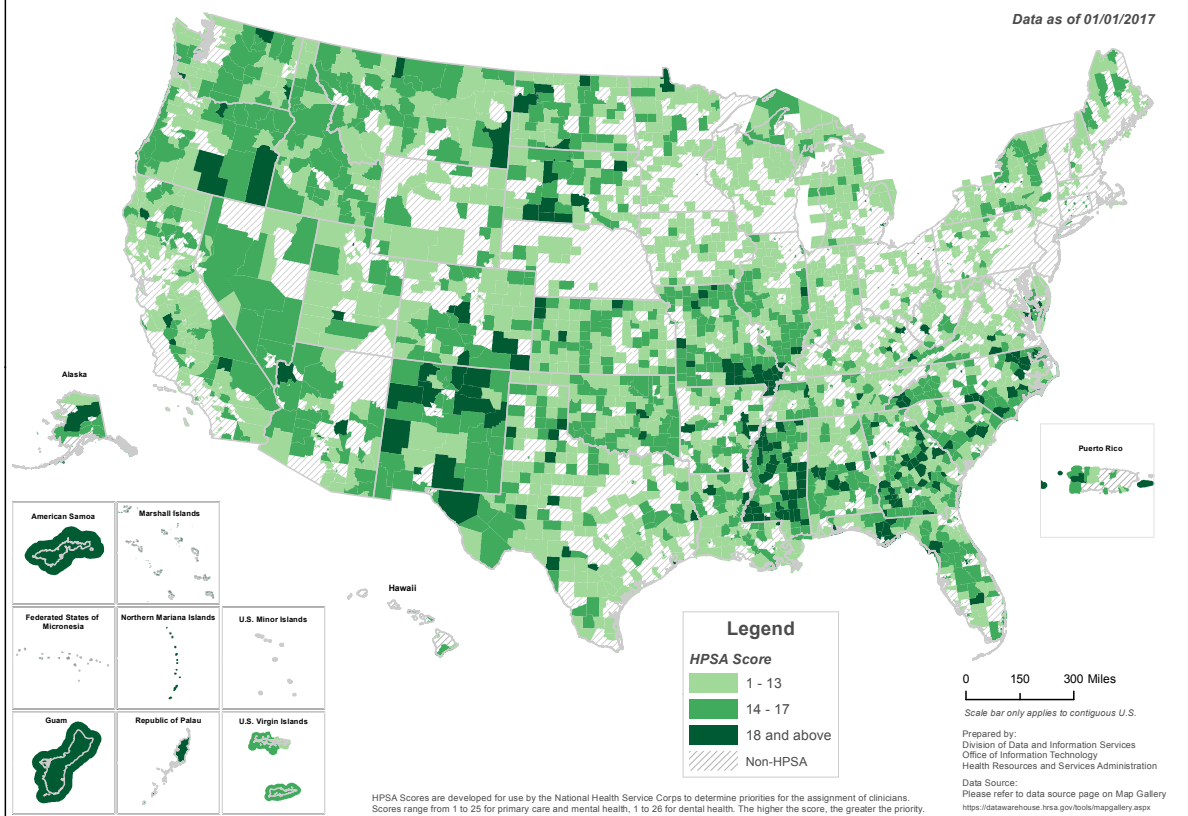 Data as of 01/01/2017
Alaska
Puerto Rico
American Samoa
Marshall Islands
Hawaii
Federated States of
Micronesia
Northern Mariana Islands
U.S. Minor Islands
Guam
Republic of Palau
U.S. Virgin Islands
Legend
HPSA Score
1 - 13
14 - 17
18 and above
Non-HPSA
0 150 300 Miles
Scale bar only applies to contiguous U.S.
Prepared by:
Division of Data and Information Services
Office of Information Technology
Health Resources and Services Administration
Data Source:
Please refer to data source page on Map Gallery
https://datawarehouse.hrsa.gov/tools/mapgallery.aspx
HPSA Scores are developed for use by the National Health Service Corps to determine priorities for the assignment of clinicians.
Scores range from 1 to 25 for primary care and mental health, 1 to 26 for dental health. The higher the score, the greater the priority.